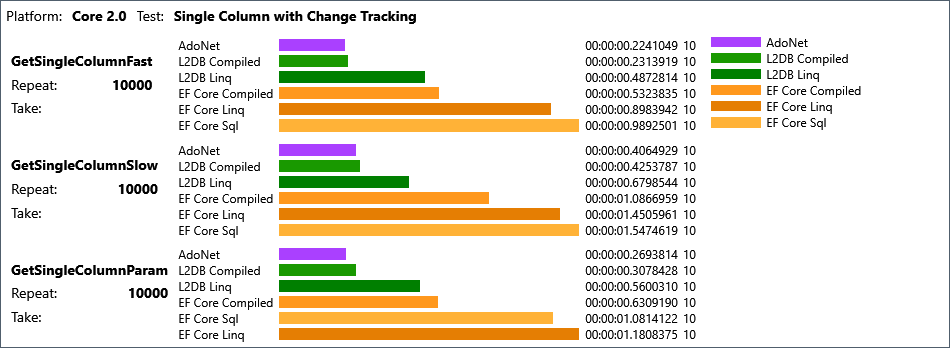 Platform: Core 2.0 Test: Single Column with Change Tracking
GetSingleColumnFast
Repeat: 10000
Take:
AdoNet 00:00:00.2241049 10
L2DB Compiled 00:00:00.2313919 10
L2DB Linq 00:00:00.4872814 10
EF Core Compiled 00:00:00.5323835 10
EF Core Linq 00:00:00.8983942 10
EF Core Sql 00:00:00.9892501 10
GetSingleColumnSlow
Repeat: 10000
Take:
AdoNet 00:00:00.4064929 10
L2DB Compiled 00:00:00.4253787 10
L2DB Linq 00:00:00.6798544 10
EF Core Compiled 00:00:01.0866959 10
EF Core Linq 00:00:01.4505961 10
EF Core Sql 00:00:01.5474619 10
GetSingleColumnParam
Repeat: 10000
Take:
AdoNet 00:00:00.2693814 10
L2DB Compiled 00:00:00.3078428 10
L2DB Linq 00:00:00.5600310 10
EF Core Compiled 00:00:00.6309190 10
EF Core Sql 00:00:01.0814122 10
EF Core Linq 00:00:01.1808375 10
AdoNet
L2DB Compiled
L2DB Linq
EF Core Compiled
EF Core Linq
EF Core Sql